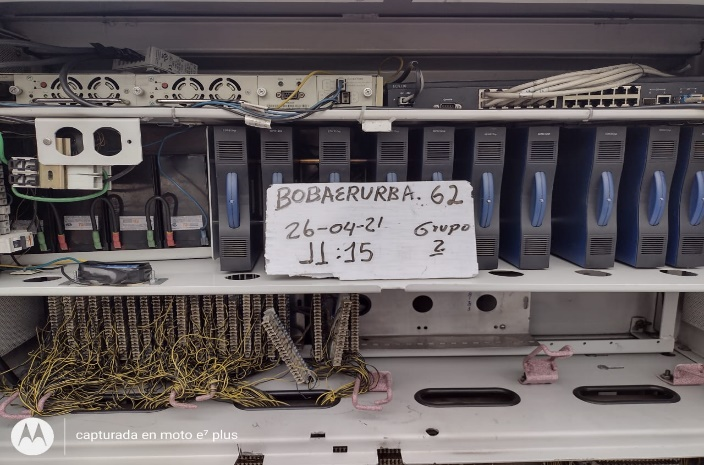 BOBAERURBA. 62
26-04-21 Grupo
11:15 2
capturada en moto e⁷ plus